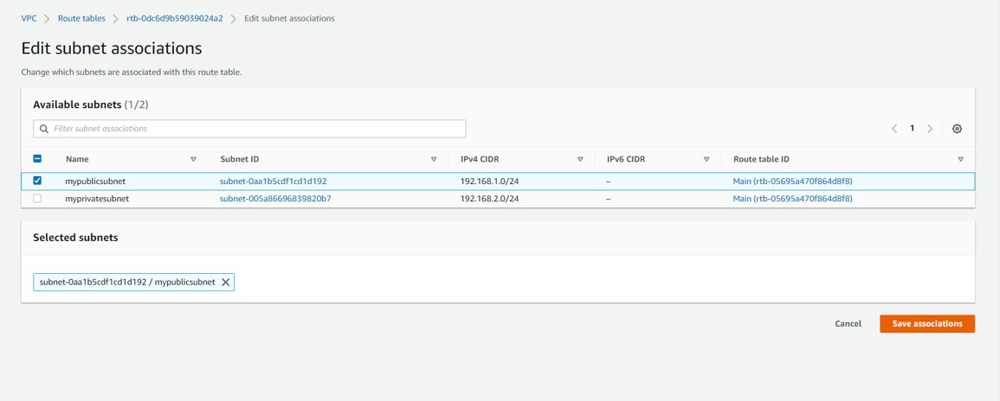 VPC > Route tables > rtb-0dc6d9b59039024a2 > Edit subnet associations
Edit subnet associations
Change which subnets are associated with this route table.
Available subnets (1/2)
Filter subnet associations
1
Name Subnet ID IPv4 CIDR IPv6 CIDR Route table ID
mypublicsubnet subnet-0aa1b5cdf1cd1d192 192.168.1.0/24 – Main (rtb-05695a470f864d8f8)
myprivatesubnet subnet-005a86696839820b7 192.168.2.0/24 – Main (rtb-05695a470f864d8f8)
Selected subnets
subnet-0aa1b5cdf1cd1d192 / mypublicsubnet
Cancel Save associations